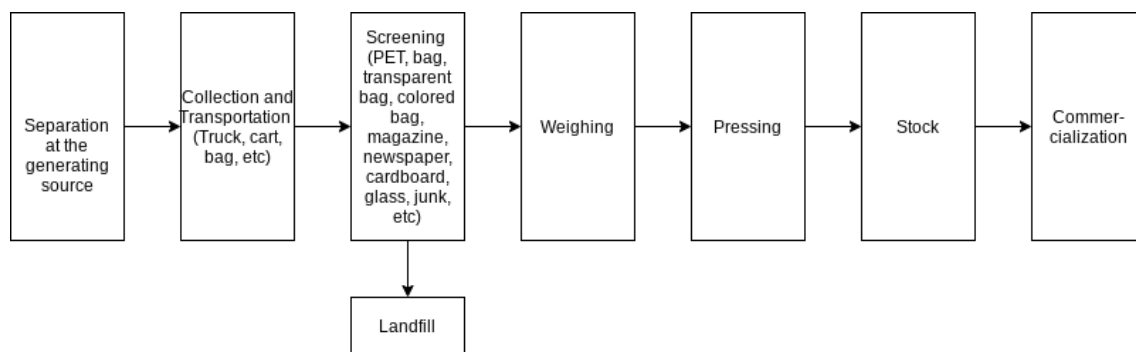 Separation
at the
generating
source
Collection and
Transportation
(Truck, cart,
bag, etc)
Screening
(PET, bag,
transparent
bag, colored
bag,
magazine,
newspaper,
cardboard,
glass, junk,
etc)
Weighing
Pressing
Stock
Commer-
cialization
Landfill